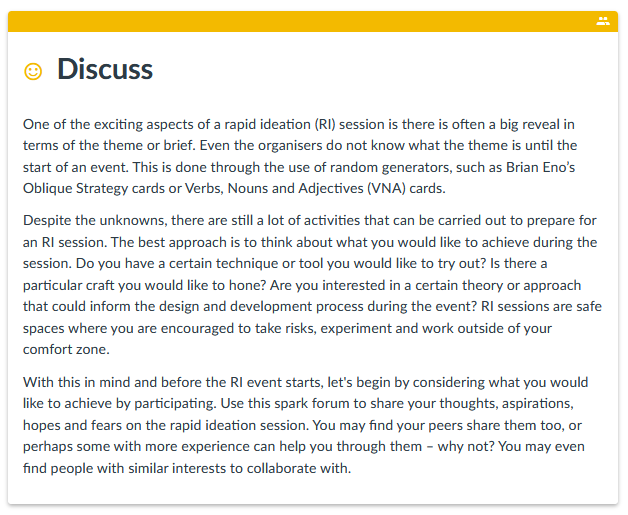 Discuss
One of the exciting aspects of a rapid ideation (RI) session is there is often a big reveal in
terms of the theme or brief. Even the organisers do not know what the theme is until the
start of an event. This is done through the use of random generators, such as Brian Eno’s
Oblique Strategy cards or Verbs, Nouns and Adjectives (VNA) cards.
Despite the unknowns, there are still a lot of activities that can be carried out to prepare for
an RI session. The best approach is to think about what you would like to achieve during the
session. Do you have a certain technique or tool you would like to try out? Is there a
particular craft you would like to hone? Are you interested in a certain theory or approach
that could inform the design and development process during the event? RI sessions are safe
spaces where you are encouraged to take risks, experiment and work outside of your
comfort zone.
With this in mind and before the RI event starts, let's begin by considering what you would
like to achieve by participating. Use this spark forum to share your thoughts, aspirations,
hopes and fears on the rapid ideation session. You may find your peers share them too, or
perhaps some with more experience can help you through them – why not? You may even
find people with similar interests to collaborate with.